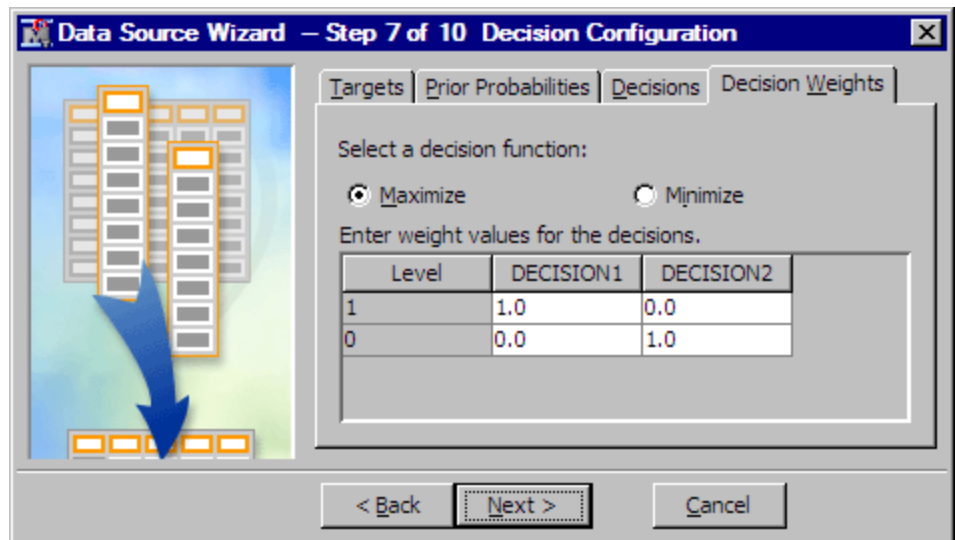 Data Source Wizard – Step 7 of 10 Decision Configuration
Targets Prior Probabilities Decisions Decision Weights
Select a decision function:
Maximize Minimize
Enter weight values for the decisions.
Level DECISION1 DECISION2
1 1.0 0.0
0 0.0 1.0
< Back Next > Cancel